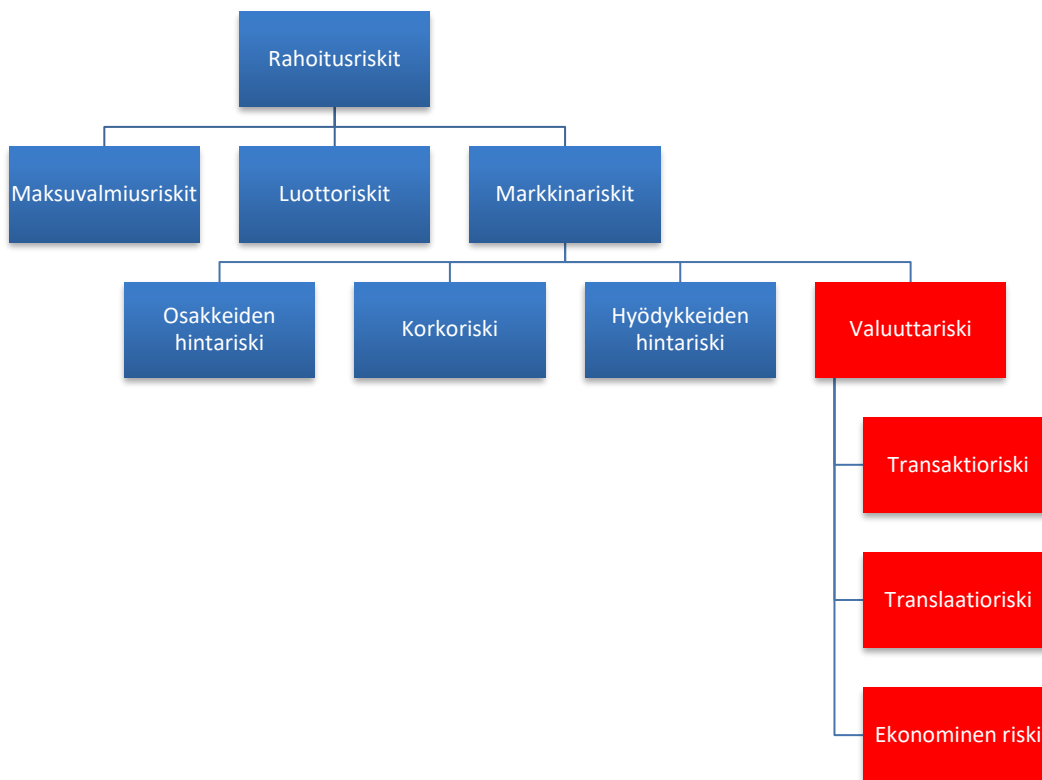 Rahoitusriskit
Maksuvalmiusriskit
Luottoriskit
Markkinariskit
Osakkeiden
hintariski
Korkoriski
Hyödykkeiden
hintariski
Valuuttariski
Transaktioriski
Translaatioriski
Ekonominen riski